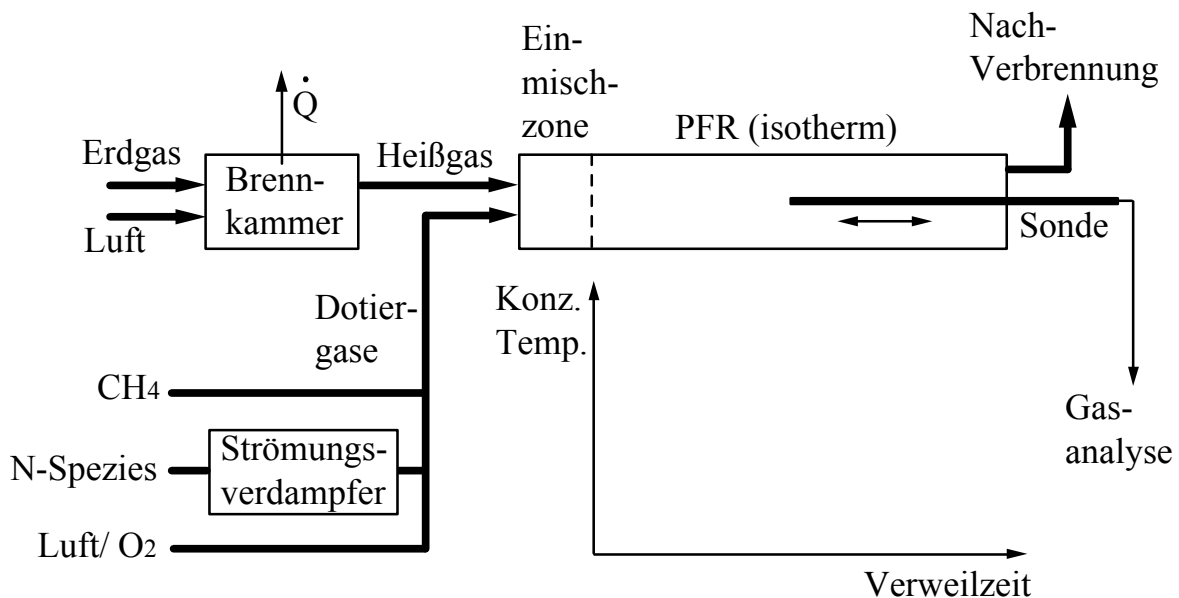 Nach-
Verbrennung
Ein-
misch-
zone
PFR (isotherm)
Q̇
Erdgas
Luft
Brenn-
kammer
Heißgas
Sonde
Dotier-
gase
Konz.
Temp.
CH4
N-Spezies
Strömungs-
verdampfer
Luft/ O2
Gas-
analyse
Verweilzeit